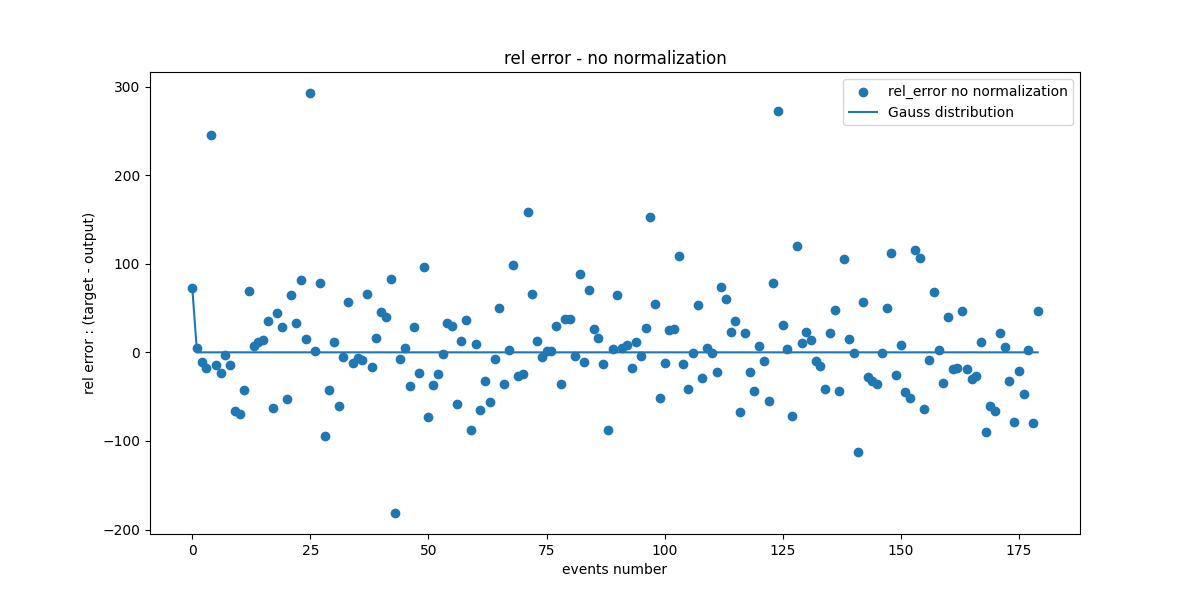 rel error - no normalization
rel_error no normalization
Gauss distribution
rel error : (target - output)
300
200
100
0
−100
−200
0
25
50
75
100
125
150
175
events number